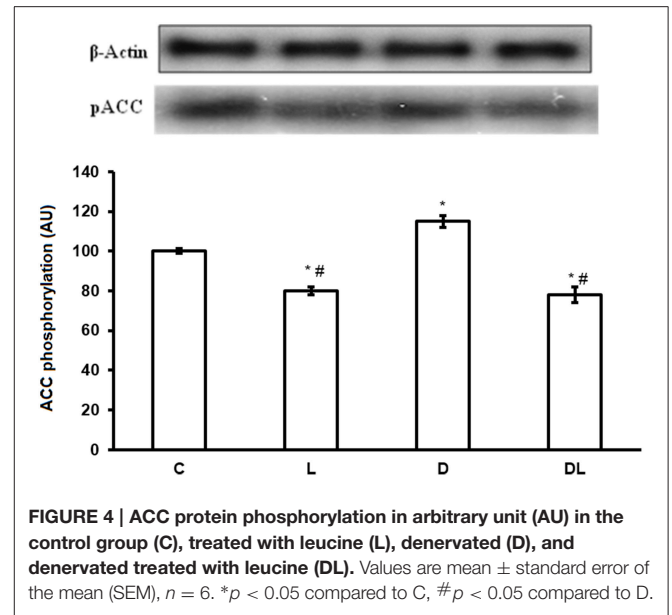 β-Actin
pACC
140
120
100
80
60
40
20
0
ACC phosphorylation (AU)
*
* #
* #
C L D DL
FIGURE 4 | ACC protein phosphorylation in arbitrary unit (AU) in the
control group (C), treated with leucine (L), denervated (D), and
denervated treated with leucine (DL). Values are mean ± standard error of
the mean (SEM), n = 6. *p < 0.05 compared to C, #p < 0.05 compared to D.